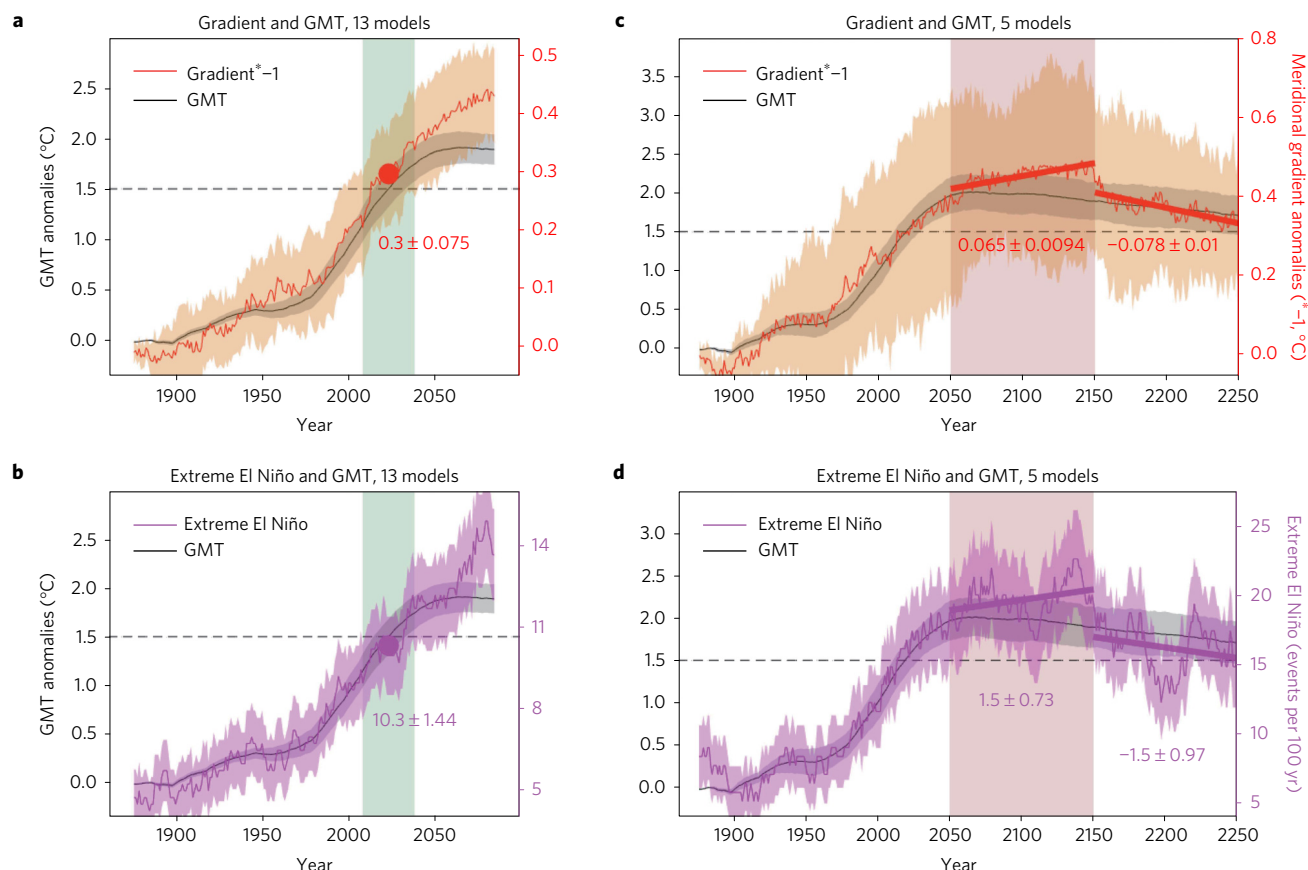 a
Gradient and GMT, 13 models
Gradient*−1
GMT
GMT anomalies (°C)
2.5
2.0
1.5
1.0
0.5
0.0
0.5
0.4
0.3
0.2
0.1
0.0
0.3 ± 0.075
1900 1950 2000 2050
Year
c
Gradient and GMT, 5 models
Gradient*−1
GMT
3.5
3.0
2.5
2.0
1.5
1.0
0.5
0.0
0.8
0.6
0.4
0.2
0.0
Meridional gradient anomalies (*−1, °C)
0.065 ± 0.0094
−0.078 ± 0.01
1900 1950 2000 2050 2100 2150 2200 2250
Year
b
Extreme El Niño and GMT, 13 models
Extreme El Niño
GMT
GMT anomalies (°C)
2.5
2.0
1.5
1.0
0.5
0.0
14
11
8
5
10.3 ± 1.44
1900 1950 2000 2050
Year
d
Extreme El Niño and GMT, 5 models
Extreme El Niño
GMT
3.0
2.5
2.0
1.5
1.0
0.5
0.0
25
20
15
10
5
Extreme El Niño (events per 100 yr)
1.5 ± 0.73
−1.5 ± 0.97
1900 1950 2000 2050 2100 2150 2200 2250
Year